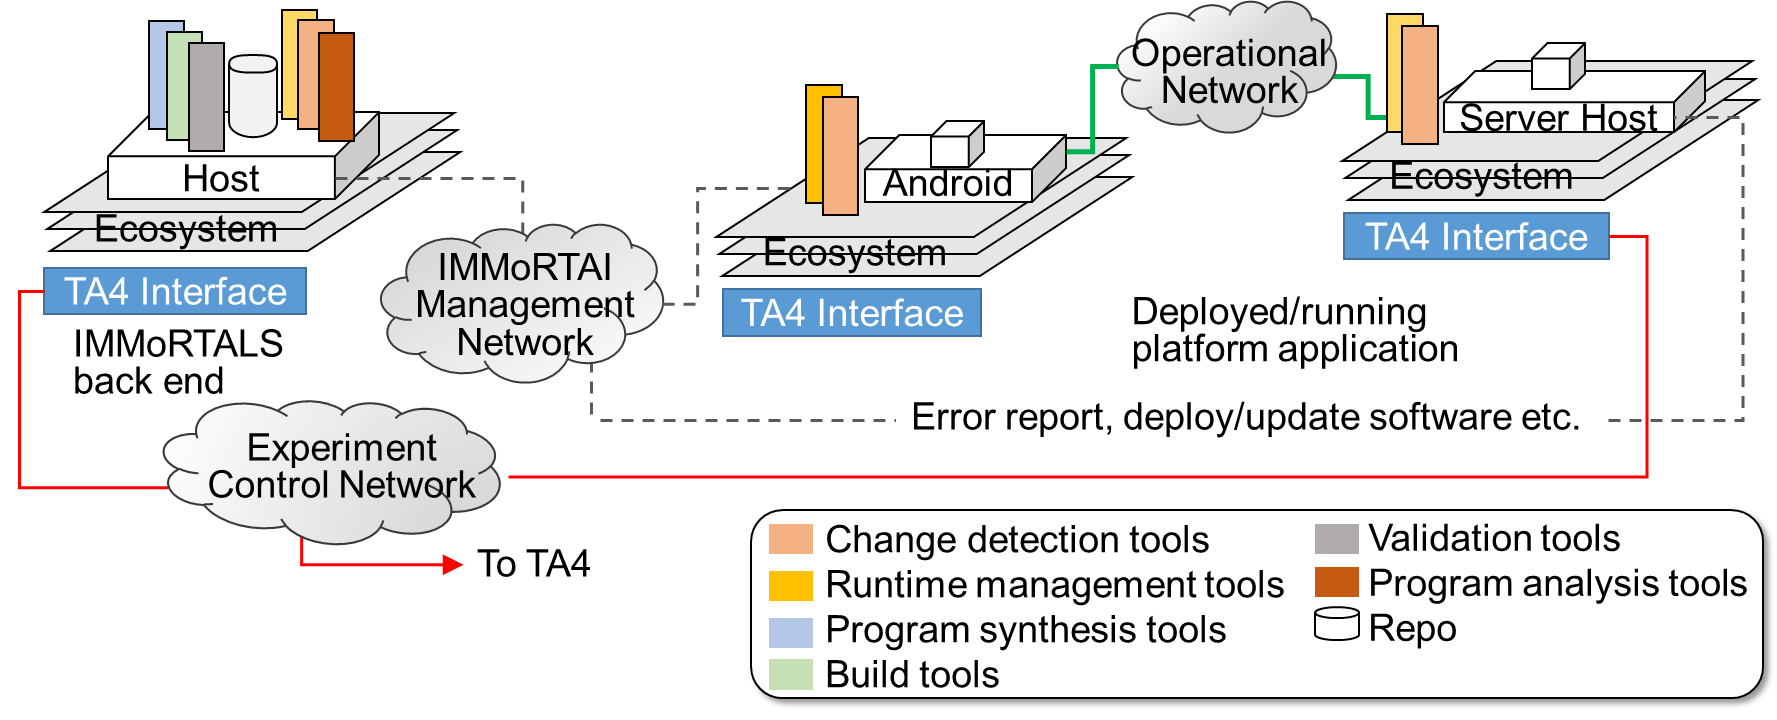 Operational
Network
Server Host
Ecosystem
TA4 Interface
Android
Ecosystem
TA4 Interface
Host
Ecosystem
TA4 Interface
IMMoRTALS
back end
IMMoRTAI
Management
Network
Deployed/running
platform application
Error report, deploy/update software etc.
Experiment
Control Network
To TA4
Change detection tools
Runtime management tools
Program synthesis tools
Build tools
Validation tools
Program analysis tools
Repo